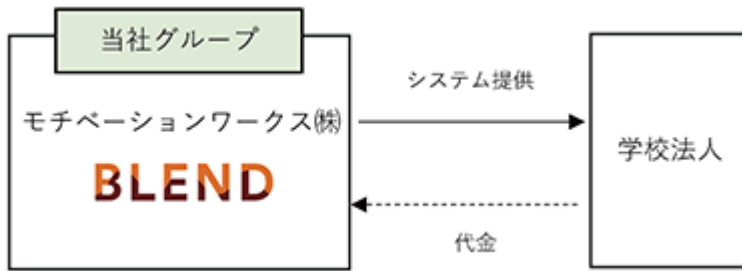 当社グループ
モチベーションワークス㈱
BLEND
システム提供
代金
学校法人